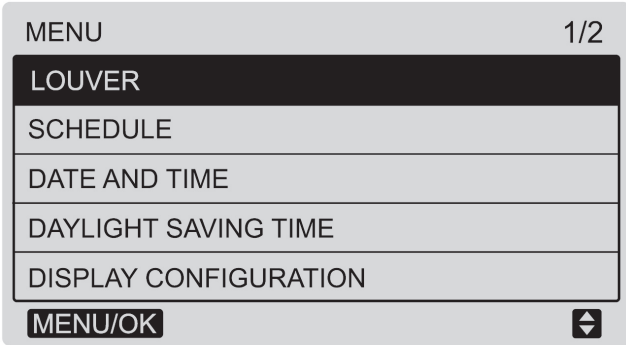 MENU 1/2
LOUVER
SCHEDULE
DATE AND TIME
DAYLIGHT SAVING TIME
DISPLAY CONFIGURATION
MENU/OK